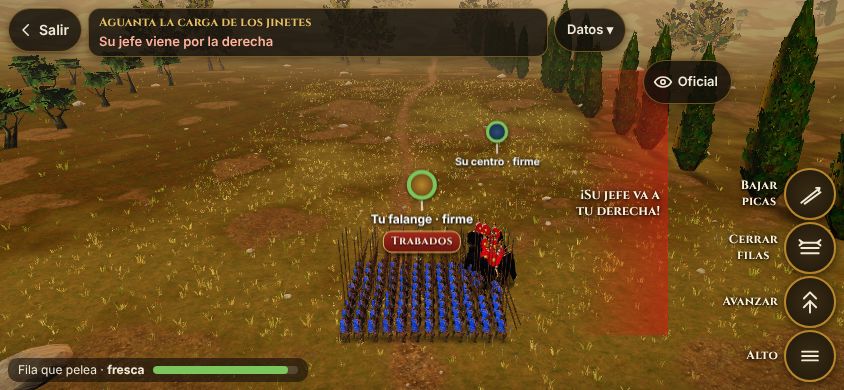 Salir
AGUANTA LA CARGA DE LOS JINETES
Su jefe viene por la derecha
Datos ▾
Oficial
Su centro · firme
¡SU JEFE VA A
TU DERECHA!
Tu falange · firme
TRABADOS
BAJAR
PICAS
CERRAR
FILAS
AVANZAR
ALTO
Fila que pelea · fresca